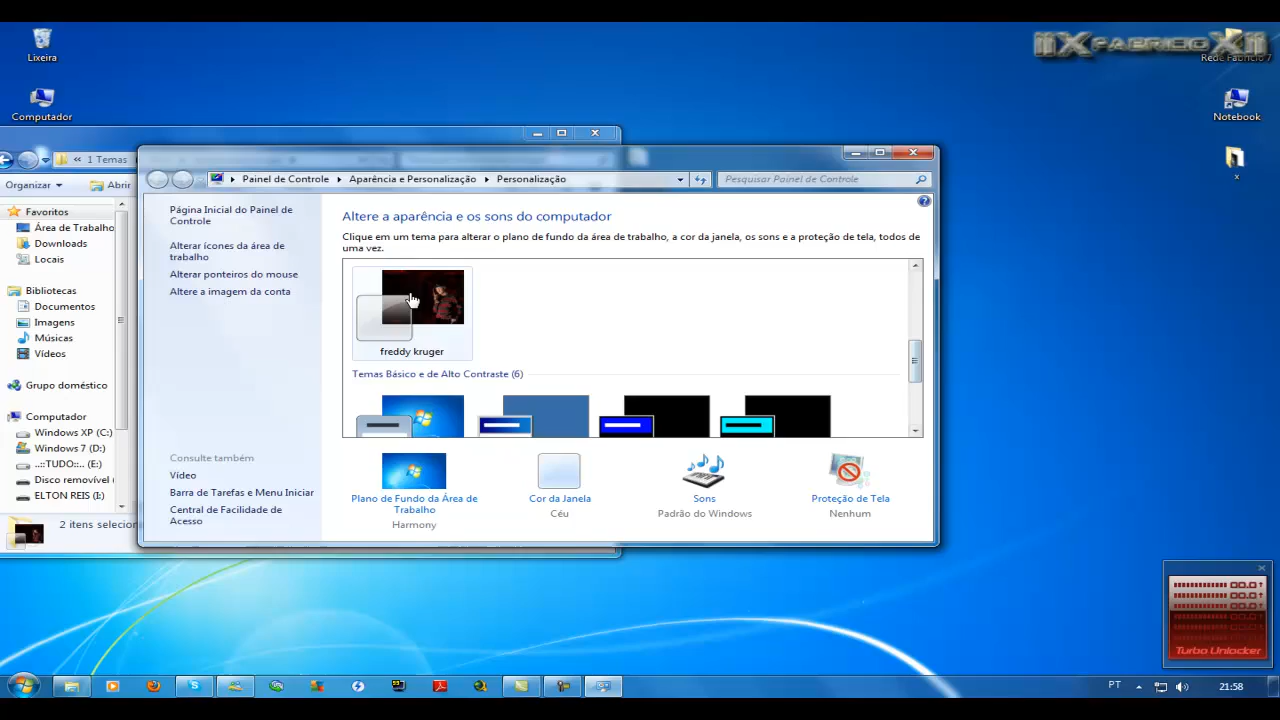 Lixeira
Computador
IIXFABRICIOXII
Rede Fabricio 7
Notebook
x
« 1 Temas
Organizar
Abrir
Favoritos
Área de Trabalho
Downloads
Locais
Bibliotecas
Documentos
Imagens
Músicas
Vídeos
Grupo doméstico
Computador
Windows XP (C:)
Windows 7 (D:)
..::TUDO::.. (E:)
Disco removível
ELTON REIS (I:)
2 itens selecion
Painel de Controle
Aparência e Personalização
Personalização
Pesquisar Painel de Controle
Página Inicial do Painel de
Controle
Alterar ícones da área de
trabalho
Alterar ponteiros do mouse
Altere a imagem da conta
Consulte também
Vídeo
Barra de Tarefas e Menu Iniciar
Central de Facilidade de
Acesso
Altere a aparência e os sons do computador
Clique em um tema para alterar o plano de fundo da área de trabalho, a cor da janela, os sons e a proteção de tela, todos de
uma vez.
freddy kruger
Temas Básico e de Alto Contraste (6)
Plano de Fundo da Área de
Trabalho
Harmony
Cor da Janela
Céu
Sons
Padrão do Windows
Proteção de Tela
Nenhum
Turbo Unlocker
PT
21:58